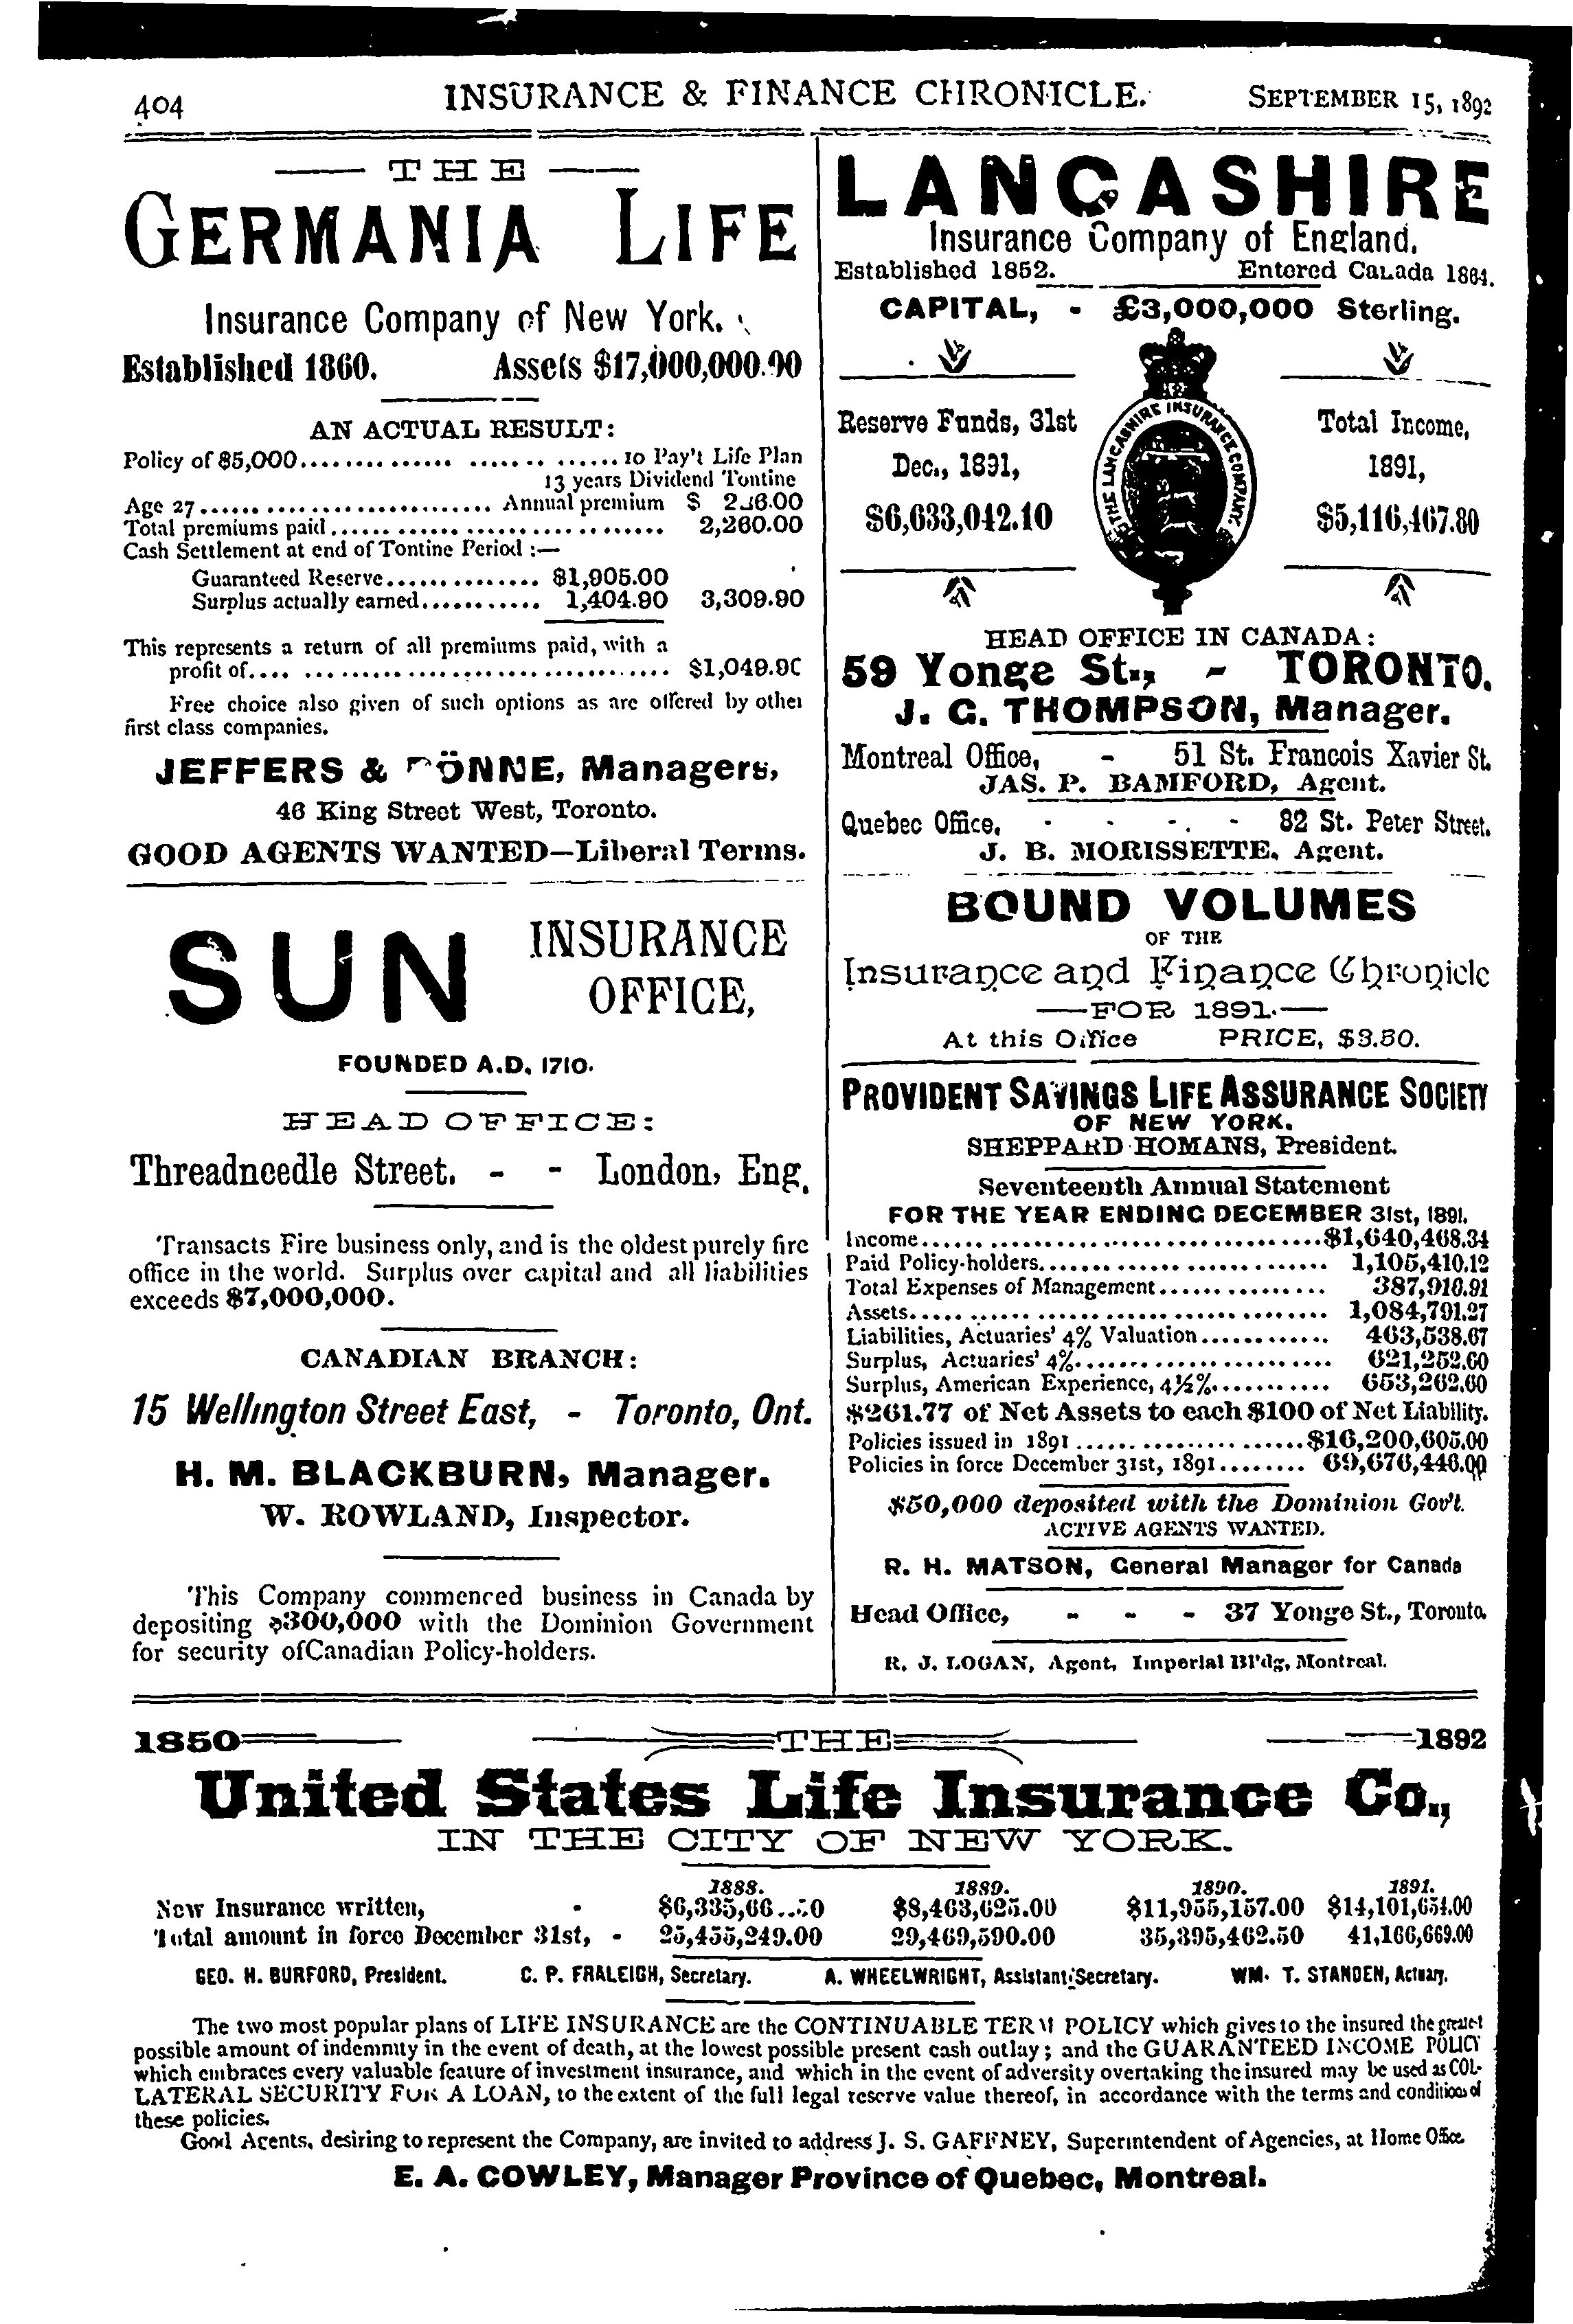 404
INSURANCE & FINANCE CHRONICLE.
SEPTEMBER 15, 1892
THE
GERMANIA LIFE
Insurance Company of New York.
Established 1860. Assets $17,000,000.00
AN ACTUAL RESULT:
Policy of $5,000.................... 10 Pay't Life Plan
13 years Dividend Tontine
Age 27.......................... Annual premium $
Total premiums paid.............................. 2,260.00
Cash Settlement at end of Tontine Period :—
Guaranteed Reserve.............. $1,905.00
Surplus actually earned........... 1,404.90 3,309.90
This represents a return of all premiums paid, with a
profit of.................................... $1,049.90
Free choice also given of such options as are offered by other
first class companies.
JEFFERS & Managers,
46 King Street West, Toronto.
GOOD AGENTS WANTED—Liberal Terms.
SUN INSURANCE
OFFICE,
FOUNDED A.D. 1710.
HEAD OFFICE:
Threadneedle Street. - - London, Eng.
Transacts Fire business only, and is the oldest purely fire
office in the world. Surplus over capital and all liabilities
exceeds $7,000,000.
CANADIAN BRANCH:
15 Wellington Street East, - Toronto, Ont.
H. M. BLACKBURN, Manager.
W. ROWLAND, Inspector.
This Company commenced business in Canada by
depositing $300,000 with the Dominion Government
for security of Canadian Policy-holders.
LANCASHIRE
Insurance Company of England.
Established 1852. Entered Canada 1864.
CAPITAL, - £3,000,000 Sterling.
Reserve Funds, 31st
Dec., 1891,
$6,633,042.10
THE LANCASHIRE INSURANCE COMPANY.
Total Income,
1891,
$5,116,467.80
HEAD OFFICE IN CANADA:
59 Yonge St., - TORONTO.
J. G. THOMPSON, Manager.
Montreal Office, - 51 St. Francois Xavier St.
JAS. P. BAMFORD, Agent.
Quebec Office. - - - - 82 St. Peter Street.
J. B. MORISSETTE, Agent.
BOUND VOLUMES
OF THE
Insurance and Finance Chronicle
—FOR 1891.—
At this Office PRICE, $3.50.
PROVIDENT SAVINGS LIFE ASSURANCE SOCIETY
OF NEW YORK.
SHEPPARD HOMANS, President.
Seventeenth Annual Statement
FOR THE YEAR ENDING DECEMBER 31st, 1891.
Income....................................$1,640,468.34
Paid Policy-holders........................... 1,105,410.12
Total Expenses of Management............... 387,916.91
Assets....................................... 1,084,791.27
Liabilities, Actuaries' 4% Valuation............ 463,538.67
Surplus, Actuaries' 4%........................ 621,252.60
Surplus, American Experience, 4½%........... 653,262.60
$261.77 of Net Assets to each $100 of Net Liability.
Policies issued in 1891......................$16,200,605.00
Policies in force December 31st, 1891........ 69,676,446.00
$50,000 deposited with the Dominion Gov't.
ACTIVE AGENTS WANTED.
R. H. MATSON, General Manager for Canada
Head Office, - - - 37 Yonge St., Toronto.
R. J. LOGAN, Agent, Imperial Bl'dg, Montreal.
1850 THE 1892
United States Life Insurance Co.,
IN THE CITY OF NEW YORK.
1888. 1889. 1890. 1891.
New Insurance written, - $8,463,625.00 $11,955,157.00 $14,101,654.00
Total amount in force December 31st, - 25,455,249.00 29,469,590.00 35,395,462.50 41,166,669.00
GEO. H. BURFORD, President. C. P. FRALEIGH, Secretary. A. WHEELWRIGHT, Assistant Secretary. WM. T. STANDEN, Actuary.
The two most popular plans of LIFE INSURANCE are the CONTINUABLE TERM POLICY which gives to the insured the greatest
possible amount of indemnity in the event of death, at the lowest possible present cash outlay; and the GUARANTEED INCOME POLICY
which embraces every valuable feature of investment insurance, and which in the event of adversity overtaking the insured may be used as COL-
LATERAL SECURITY FOR A LOAN, to the extent of the full legal reserve value thereof, in accordance with the terms and conditions of
these policies.
Good Agents, desiring to represent the Company, are invited to address J. S. GAFFNEY, Superintendent of Agencies, at Home Office.
E. A. COWLEY, Manager Province of Quebec, Montreal.